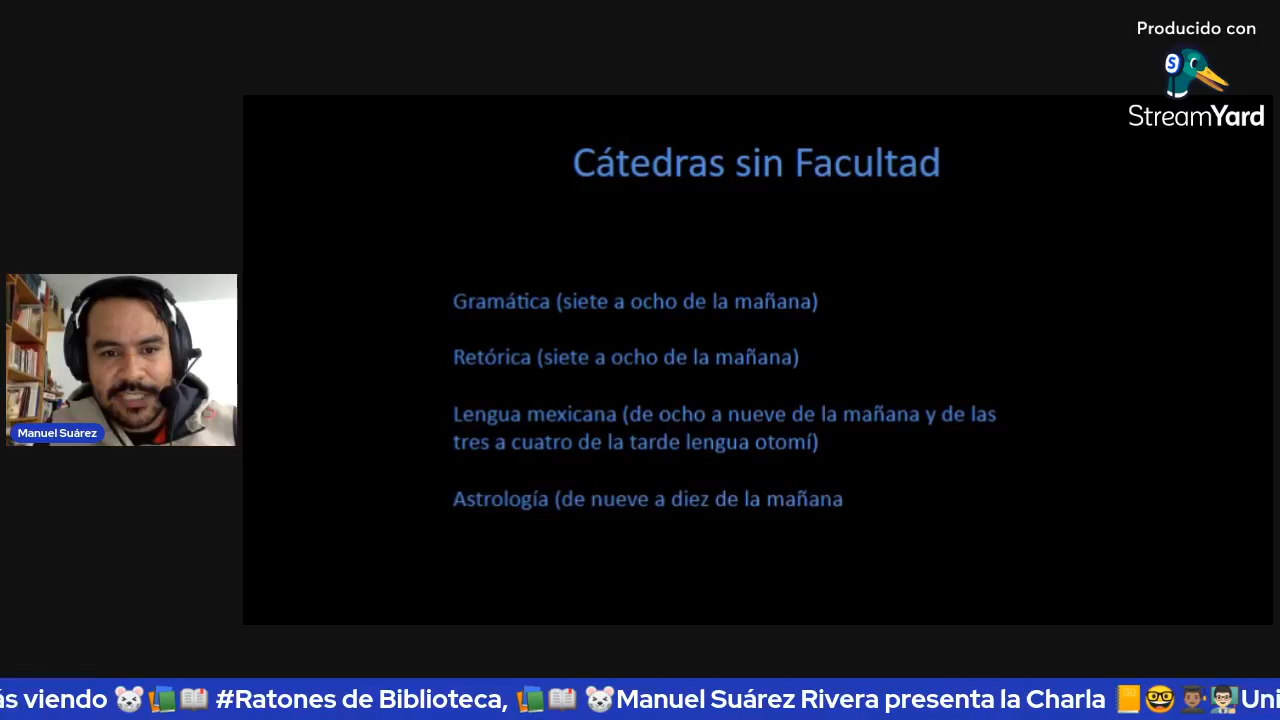 Producido con
StreamYard
Cátedras sin Facultad
Gramática (siete a ocho de la mañana)
Retórica (siete a ocho de la mañana)
Lengua mexicana (de ocho a nueve de la mañana y de las
tres a cuatro de la tarde lengua otomí)
Astrología (de nueve a diez de la mañana
Manuel Suárez
viendo 🐭📚📖 #Ratones de Biblioteca, 📚📖 🐭Manuel Suárez Rivera presenta la Charla 📒🤓👨🏾‍🏫👨🏻‍🏫